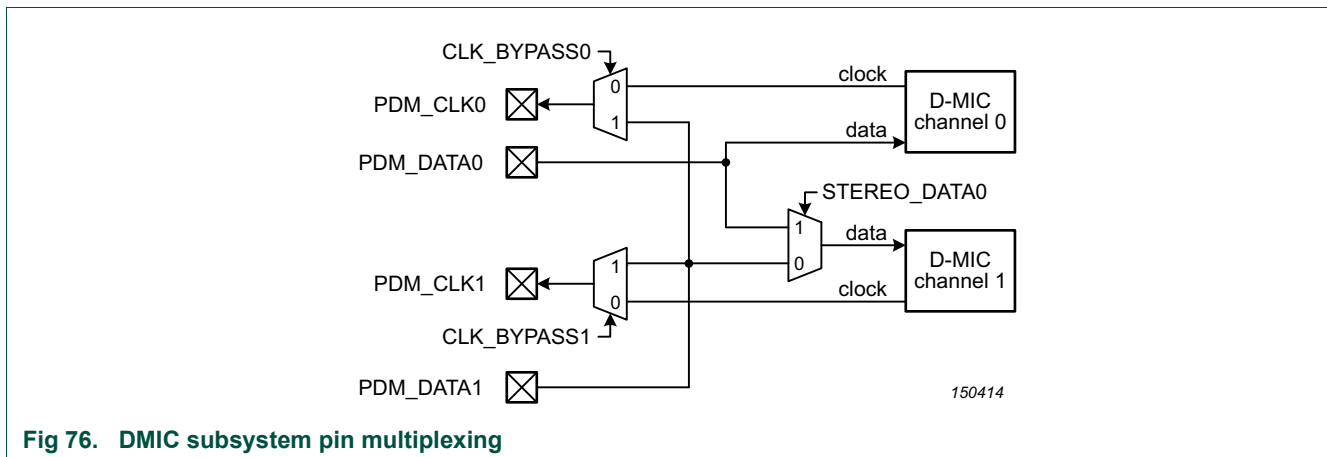 CLK_BYPASS0
PDM_CLK0
0
1
clock
D-MIC
channel 0
data
PDM_DATA0
STEREO_DATA0
1
0
data
D-MIC
channel 1
PDM_CLK1
1
0
clock
CLK_BYPASS1
PDM_DATA1
150414
Fig 76. DMIC subsystem pin multiplexing